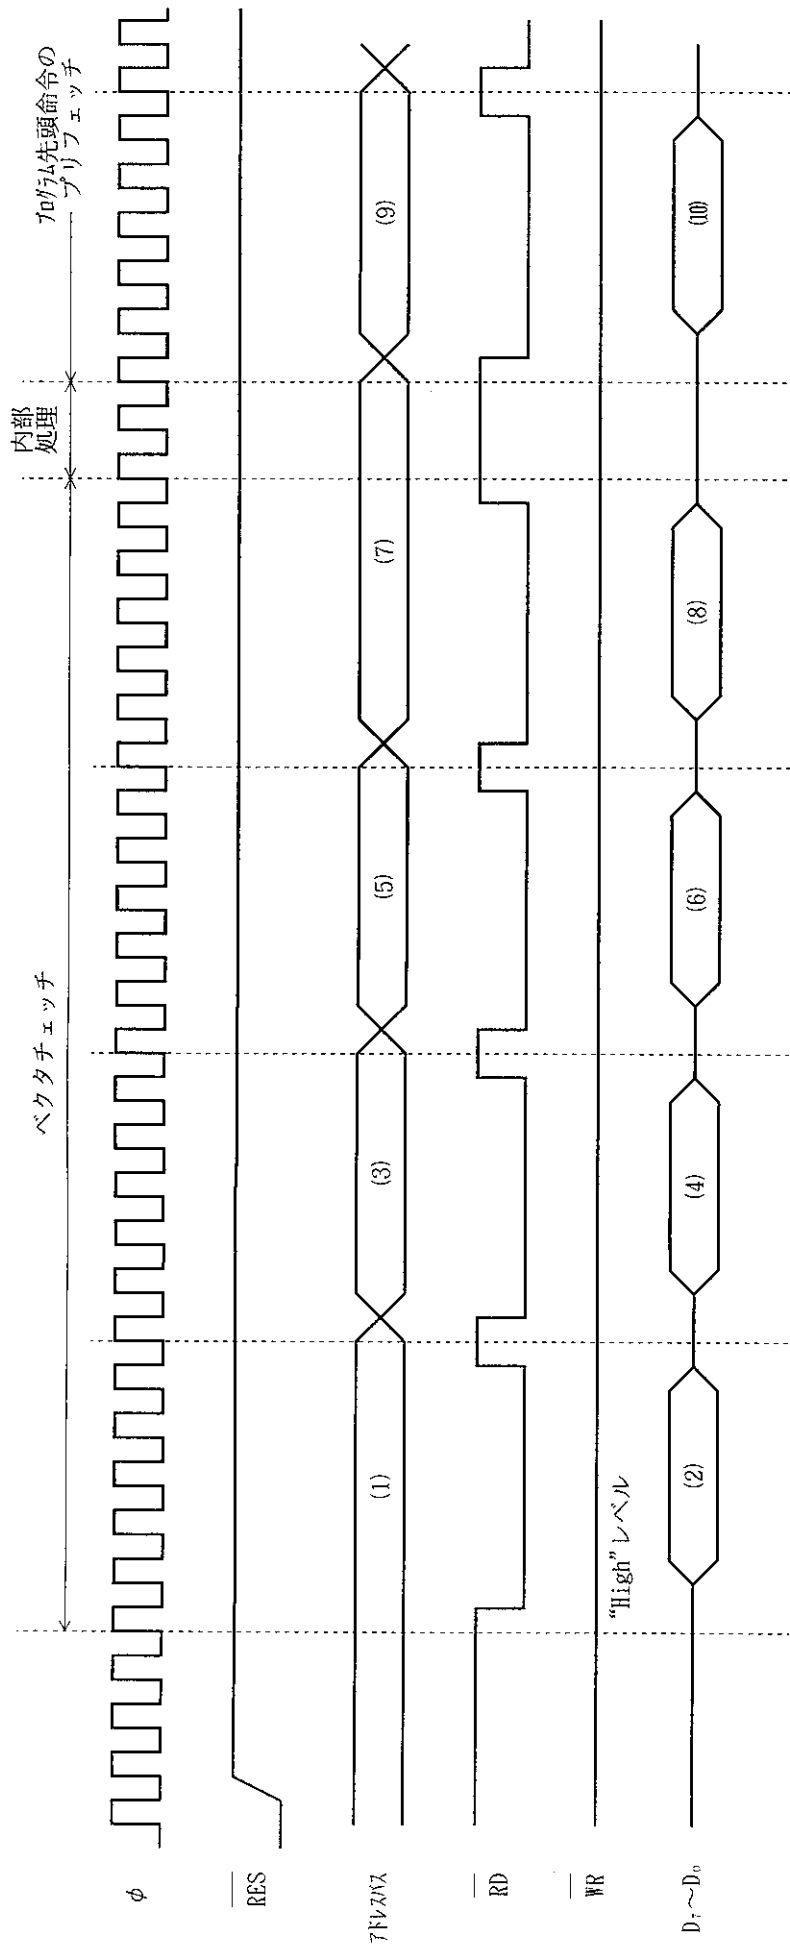 ベクタチェッチ
内部
処理
プログラム先頭命令の
プリフェッチ
φ
RES
アドレスバス
(1)
(3)
(5)
(7)
(9)
RD
WR
“High”レベル
D₇～D₀
(2)
(4)
(6)
(8)
(10)